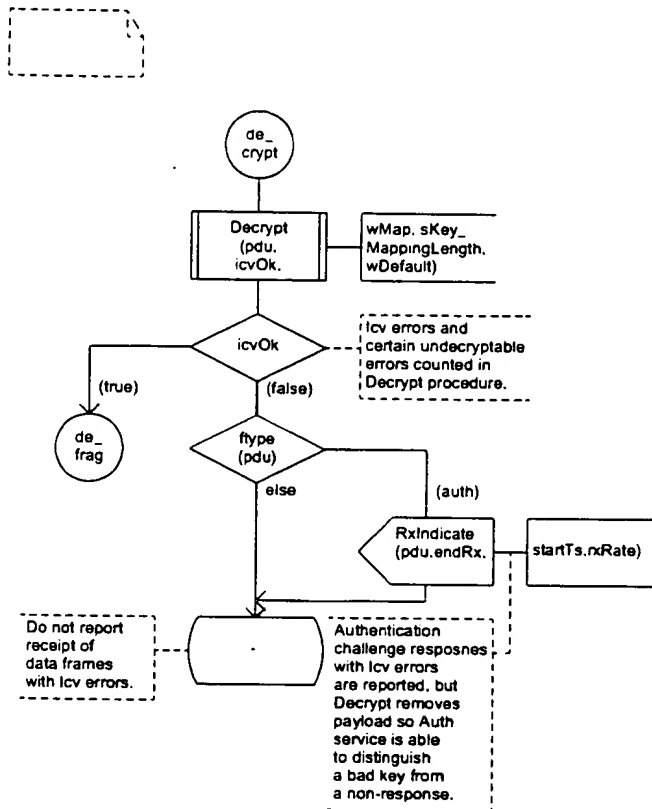 de_
crypt
Decrypt
(pdu,
icvOk,
wMap, sKey_
MappingLength,
wDefault)
icvOk
Icv errors and
certain undecryptable
errors counted in
Decrypt procedure.
(true)
(false)
de_
frag
ftype
(pdu)
else
(auth)
RxIndicate
(pdu.endRx,
startTs,rxRate)
Do not report
receipt of
data frames
with Icv errors.
-
Authentication
challenge resposnes
with Icv errors
are reported, but
Decrypt removes
payload so Auth
service is able
to distinguish
a bad key from
a non-response.